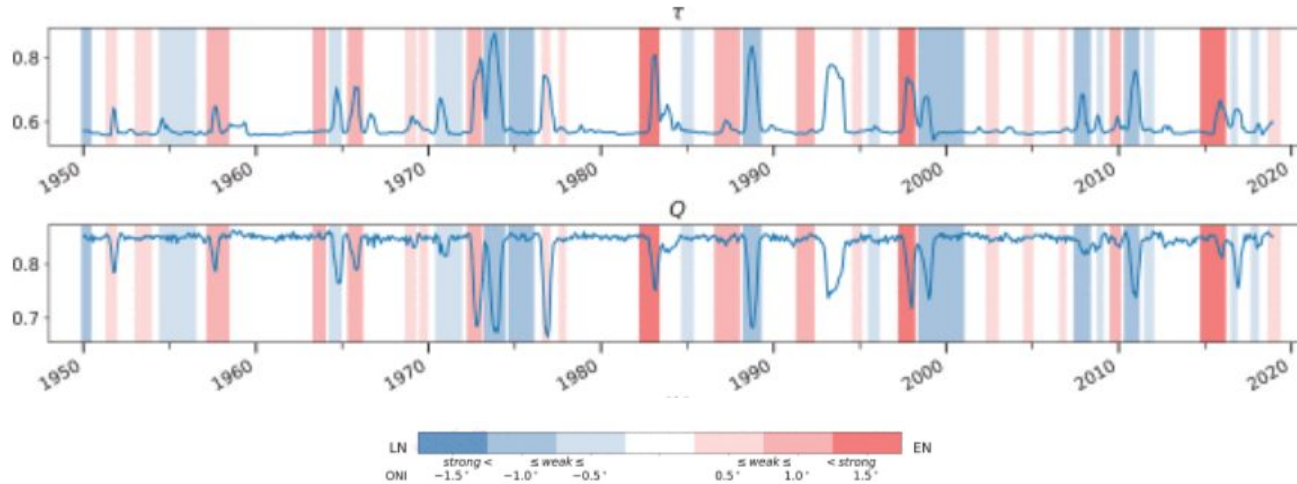 τ
0.8
0.6
1950 1960 1970 1980 1990 2000 2010 2020
Q
0.8
0.7
1950 1960 1970 1980 1990 2000 2010 2020
LN EN
strong < ≤ weak ≤ ≤ weak ≤ < strong
ONI −1.5° −1.0° −0.5° 0.5° 1.0° 1.5°